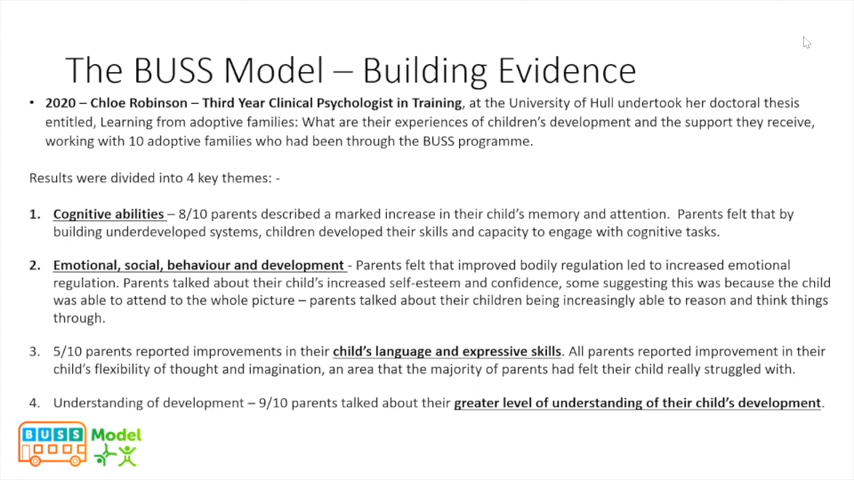 The BUSS Model – Building Evidence
• 2020 – Chloe Robinson – Third Year Clinical Psychologist in Training, at the University of Hull undertook her doctoral thesis
entitled, Learning from adoptive families: What are their experiences of children's development and the support they receive,
working with 10 adoptive families who had been through the BUSS programme.
Results were divided into 4 key themes: -
1. Cognitive abilities – 8/10 parents described a marked increase in their child's memory and attention. Parents felt that by
building underdeveloped systems, children developed their skills and capacity to engage with cognitive tasks.
2. Emotional, social, behaviour and development - Parents felt that improved bodily regulation led to increased emotional
regulation. Parents talked about their child's increased self-esteem and confidence, some suggesting this was because the child
was able to attend to the whole picture – parents talked about their children being increasingly able to reason and think things
through.
3. 5/10 parents reported improvements in their child's language and expressive skills. All parents reported improvement in their
child's flexibility of thought and imagination, an area that the majority of parents had felt their child really struggled with.
4. Understanding of development – 9/10 parents talked about their greater level of understanding of their child's development.
BUSS Model